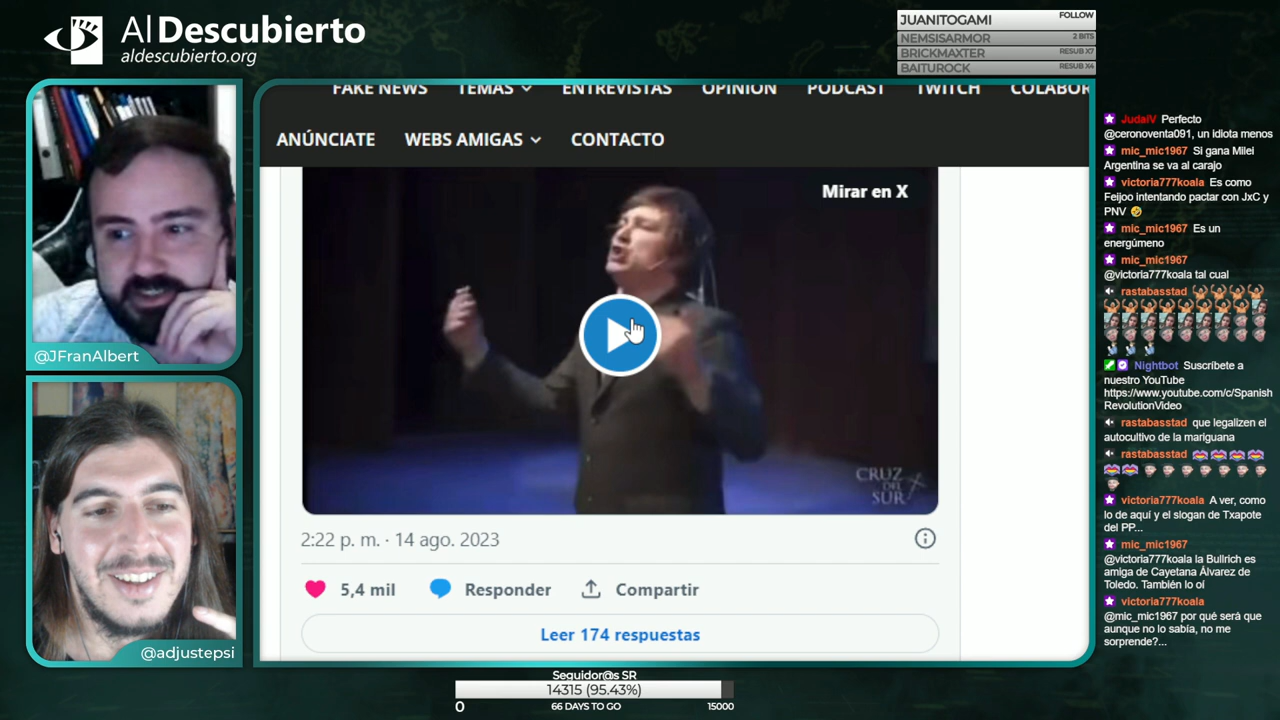 Al Descubierto
aldescubierto.org
JUANITOGAMI FOLLOW
NEMSISARMOR 2 BITS
BRICKMAXTER RESUB X7
BAITUROCK RESUB X4
FAKE NEWS TEMAS ENTREVISTAS OPINIÓN PODCAST TWITCH COLABOR
ANÚNCIATE WEBS AMIGAS CONTACTO
Mirar en X
CRUZ
DEL
SUR
2:22 p. m. · 14 ago. 2023
5,4 mil Responder Compartir
Leer 174 respuestas
@JFranAlbert
@adjustepsi
JudaIV Perfecto
@ceronoventa091, un idiota menos
mic_mic1967 Si gana Milei
Argentina se va al carajo
victoria777koala Es como
Feijoo intentando pactar con JxC y
PNV
mic_mic1967 Es un
energúmeno
mic_mic1967
@victoria777koala tal cual
rastabasstad
Nightbot Suscríbete a
nuestro YouTube
https://www.youtube.com/c/Spanish
RevolutionVideo
rastabasstad que legalizen el
autocultivo de la mariguana
rastabasstad
victoria777koala A ver, como
lo de aquí y el slogan de Txapote
del PP...
mic_mic1967
@victoria777koala la Bullrich es
amiga de Cayetana Álvarez de
Toledo. También lo oí
victoria777koala
@mic_mic1967 por qué será que
aunque no lo sabía, no me
sorprende?...
Seguidor@s SR
14315 (95.43%)
0 66 DAYS TO GO 15000